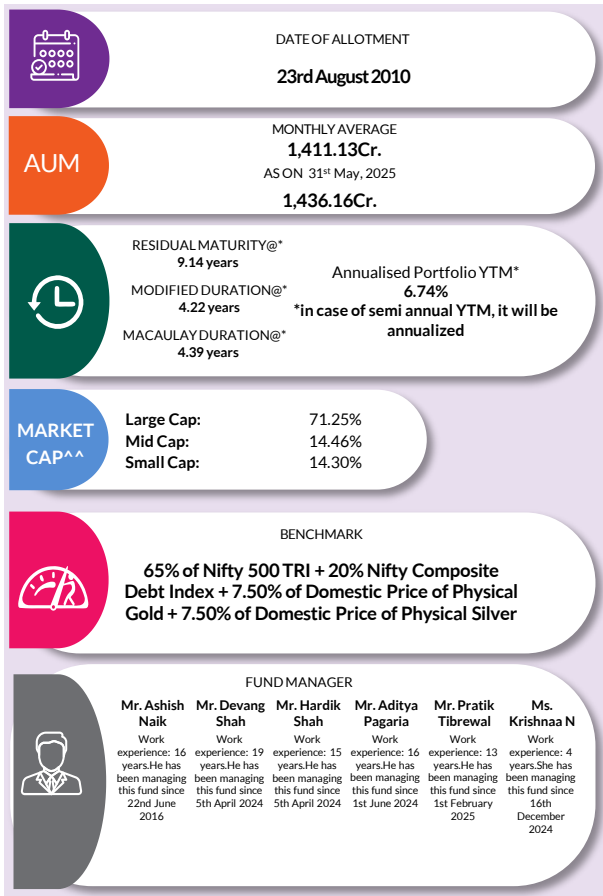 DATE OF ALLOTMENT
23rd August 2010
AUM
MONTHLY AVERAGE
1,411.13Cr.
AS ON 31st May, 2025
1,436.16Cr.
RESIDUAL MATURITY@*
9.14 years
MODIFIED DURATION@*
4.22 years
MACAULAY DURATION@*
4.39 years
Annualised Portfolio YTM*
6.74%
*in case of semi annual YTM, it will be
annualized
MARKET
CAP^^
Large Cap: 71.25%
Mid Cap: 14.46%
Small Cap: 14.30%
BENCHMARK
65% of Nifty 500 TRI + 20% Nifty Composite
Debt Index + 7.50% of Domestic Price of Physical
Gold + 7.50% of Domestic Price of Physical Silver
FUND MANAGER
Mr. Ashish
Naik
Work
experience: 16
years.He has
been managing
this fund since
22nd June
2016
Mr. Devang
Shah
Work
experience: 19
years.He has
been managing
this fund since
5th April 2024
Mr. Hardik
Shah
Work
experience: 15
years.He has
been managing
this fund since
5th April 2024
Mr. Aditya
Pagaria
Work
experience: 16
years.He has
been managing
this fund since
1st June 2024
Mr. Pratik
Tibrewal
Work
experience: 13
years.He has
been managing
this fund since
1st February
2025
Ms.
Krishnaa N
Work
experience: 4
years.She has
been managing
this fund since
16th
December
2024